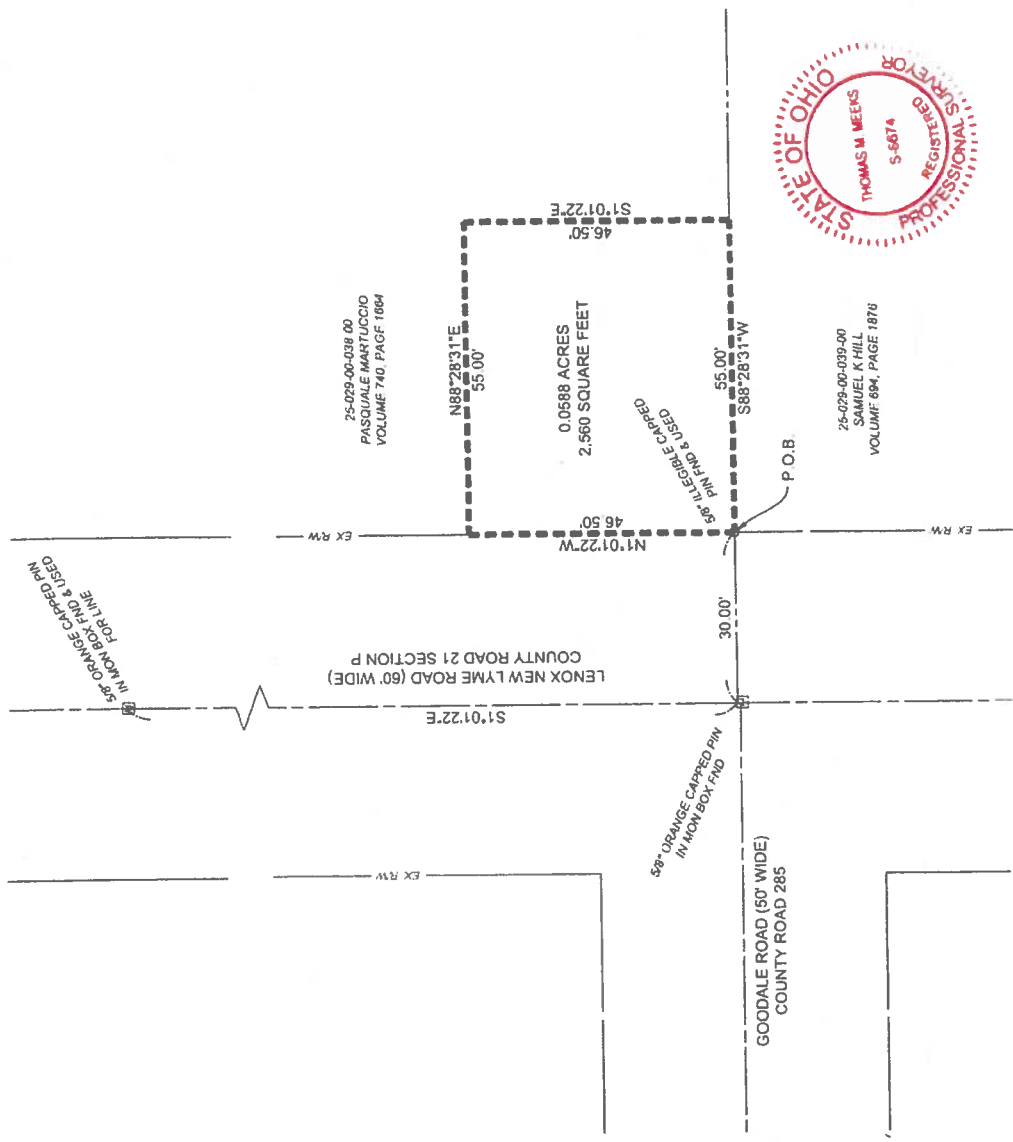 5/8" ORANGE CAPPED PIN
IN MON BOX FND & USED
FOR LINE
EX R/W
25-029-00-038 00
PASQUALE MARTUCCIO
VOLUME 740, PAGE 1664
N88°28'31"E
55.00'
S1°01'22"E
46.50'
0.0588 ACRES
2,560 SQUARE FEET
N1°01'22"W
46.50'
5/8" ILLEGIBLE CAPPED
PIN FND & USED
55.00'
S88°28'31"W
P.O.B.
30.00'
LENOX NEW LYME ROAD (60' WIDE)
COUNTY ROAD 21 SECTION P
S1°01'22"E
5/8" ORANGE CAPPED PIN
IN MON BOX FND
EX R/W
EX R/W
25-029-00-039-00
SAMUEL K HILL
VOLUME 694, PAGE 1876
GOODALE ROAD (50' WIDE)
COUNTY ROAD 285
STATE OF OHIO
THOMAS M. MEEKS
S-6674
REGISTERED
PROFESSIONAL SURVEYOR